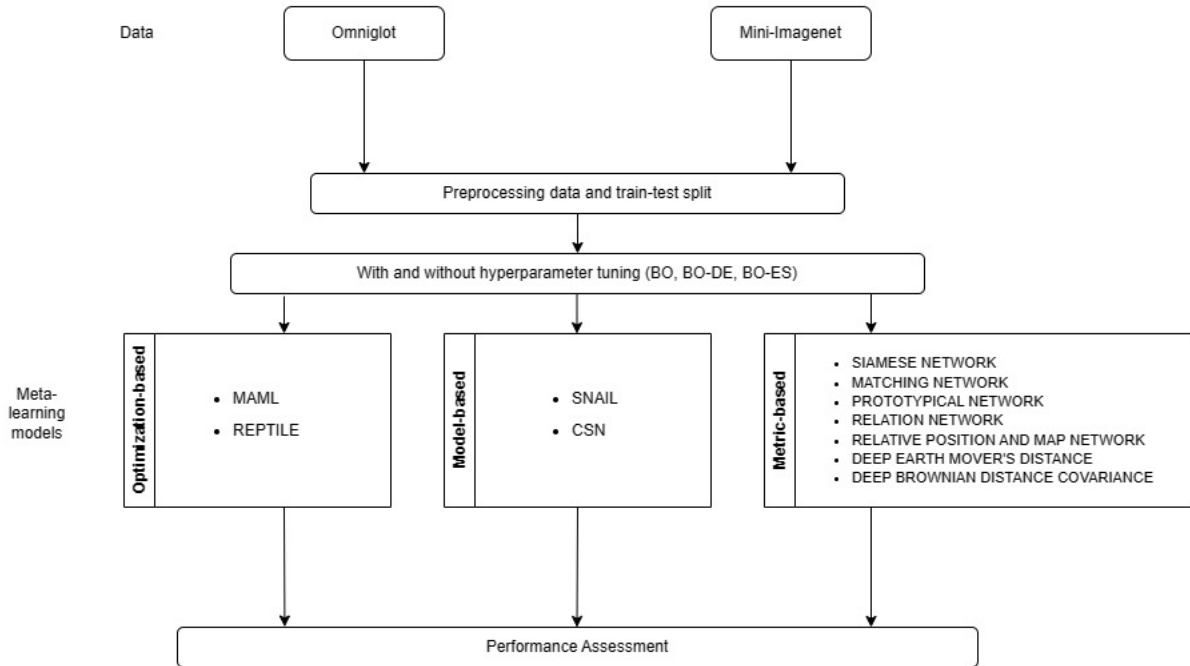 Data
Omniglot
Mini-Imagenet
Preprocessing data and train-test split
With and without hyperparameter tuning (BO, BO-DE, BO-ES)
Meta-
learning
models
Optimization-based
• MAML
• REPTILE
Model-based
• SNAIL
• CSN
Metric-based
• SIAMESE NETWORK
• MATCHING NETWORK
• PROTOTYPICAL NETWORK
• RELATION NETWORK
• RELATIVE POSITION AND MAP NETWORK
• DEEP EARTH MOVER'S DISTANCE
• DEEP BROWNIAN DISTANCE COVARIANCE
Performance Assessment